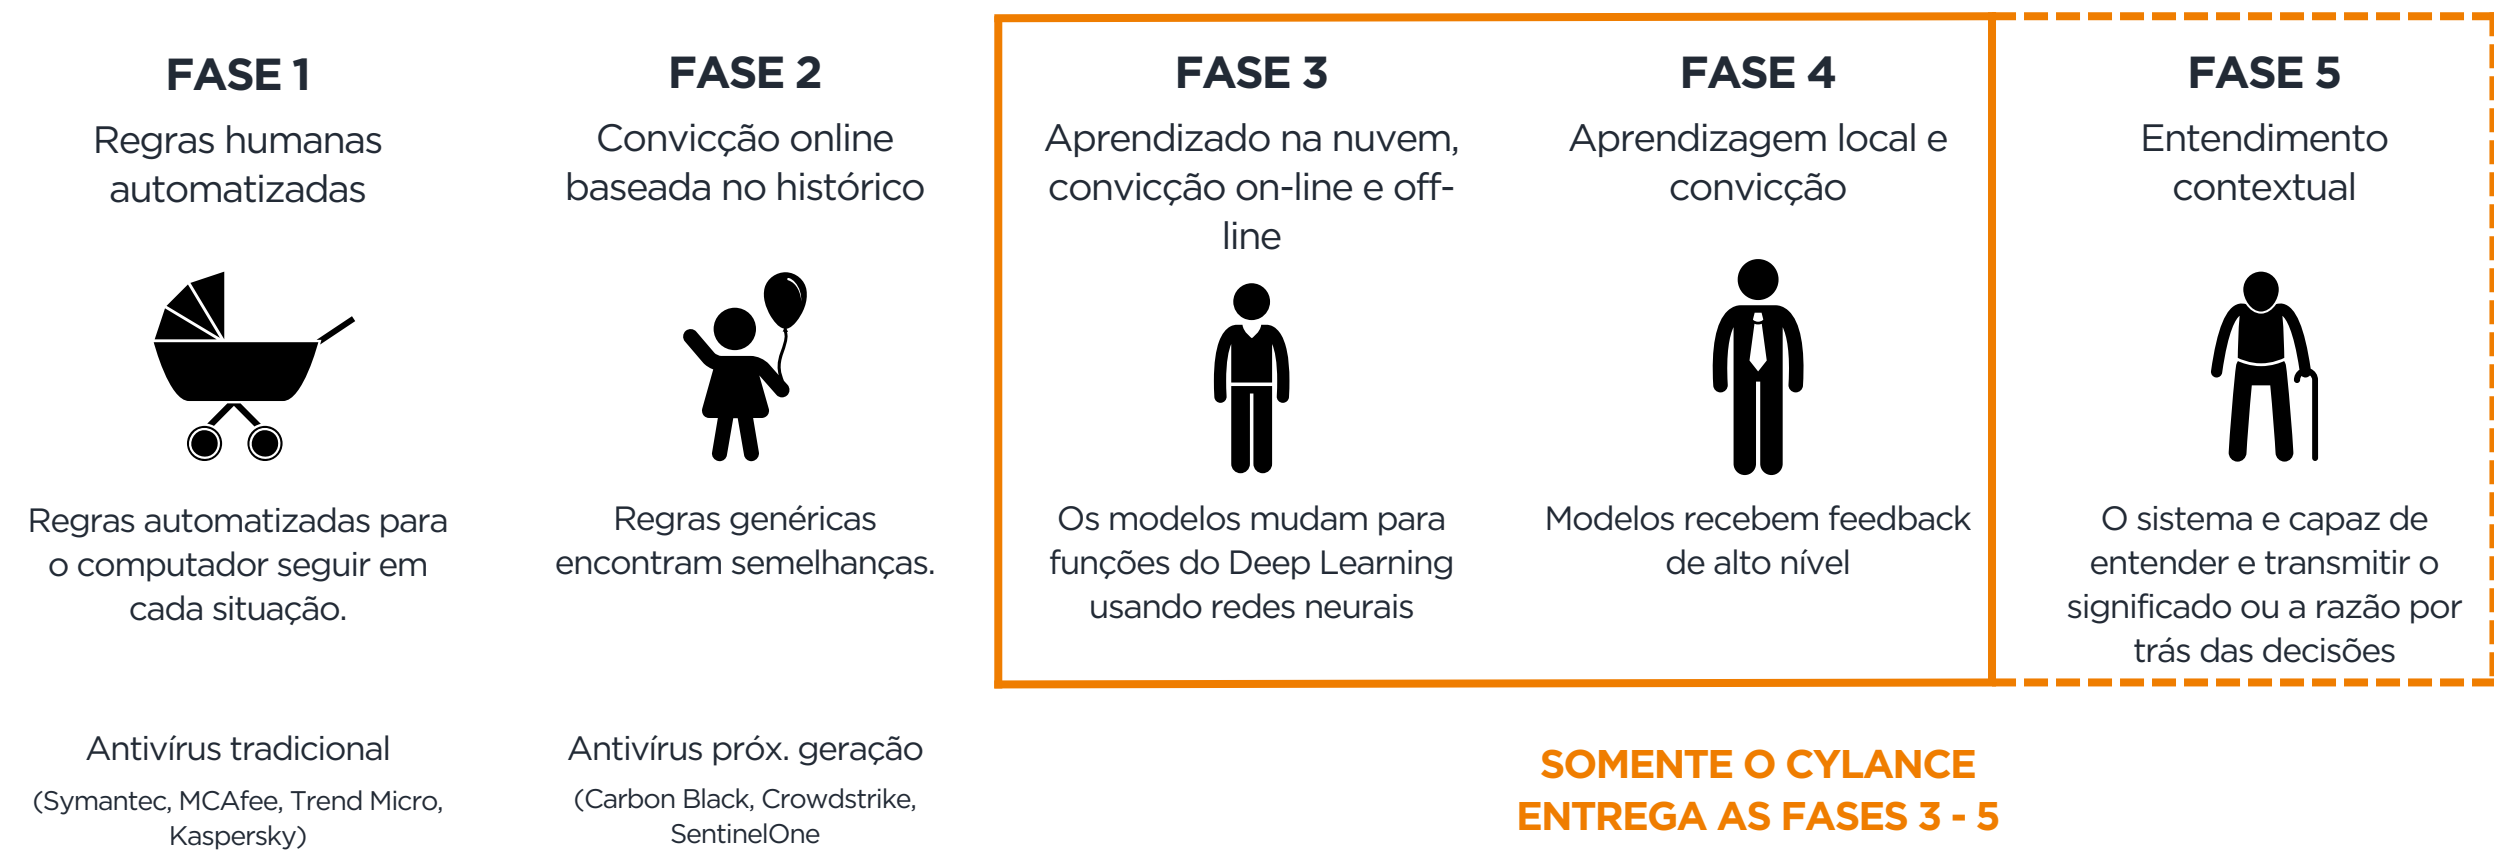 FASE 1
Regras humanas
automatizadas
Regras automatizadas para
o computador seguir em
cada situação.
Antivírus tradicional
(Symantec, MCAfee, Trend Micro,
Kaspersky)
FASE 2
Convicção online
baseada no histórico
Regras genéricas
encontram semelhanças.
Antivírus próx. geração
(Carbon Black, Crowdstrike,
SentinelOne
FASE 3
Aprendizado na nuvem,
convicção on-line e off-
line
Os modelos mudam para
funções do Deep Learning
usando redes neurais
FASE 4
Aprendizagem local e
convicção
Modelos recebem feedback
de alto nível
FASE 5
Entendimento
contextual
O sistema e capaz de
entender e transmitir o
significado ou a razão por
trás das decisões
SOMENTE O CYLANCE
ENTREGA AS FASES 3 - 5